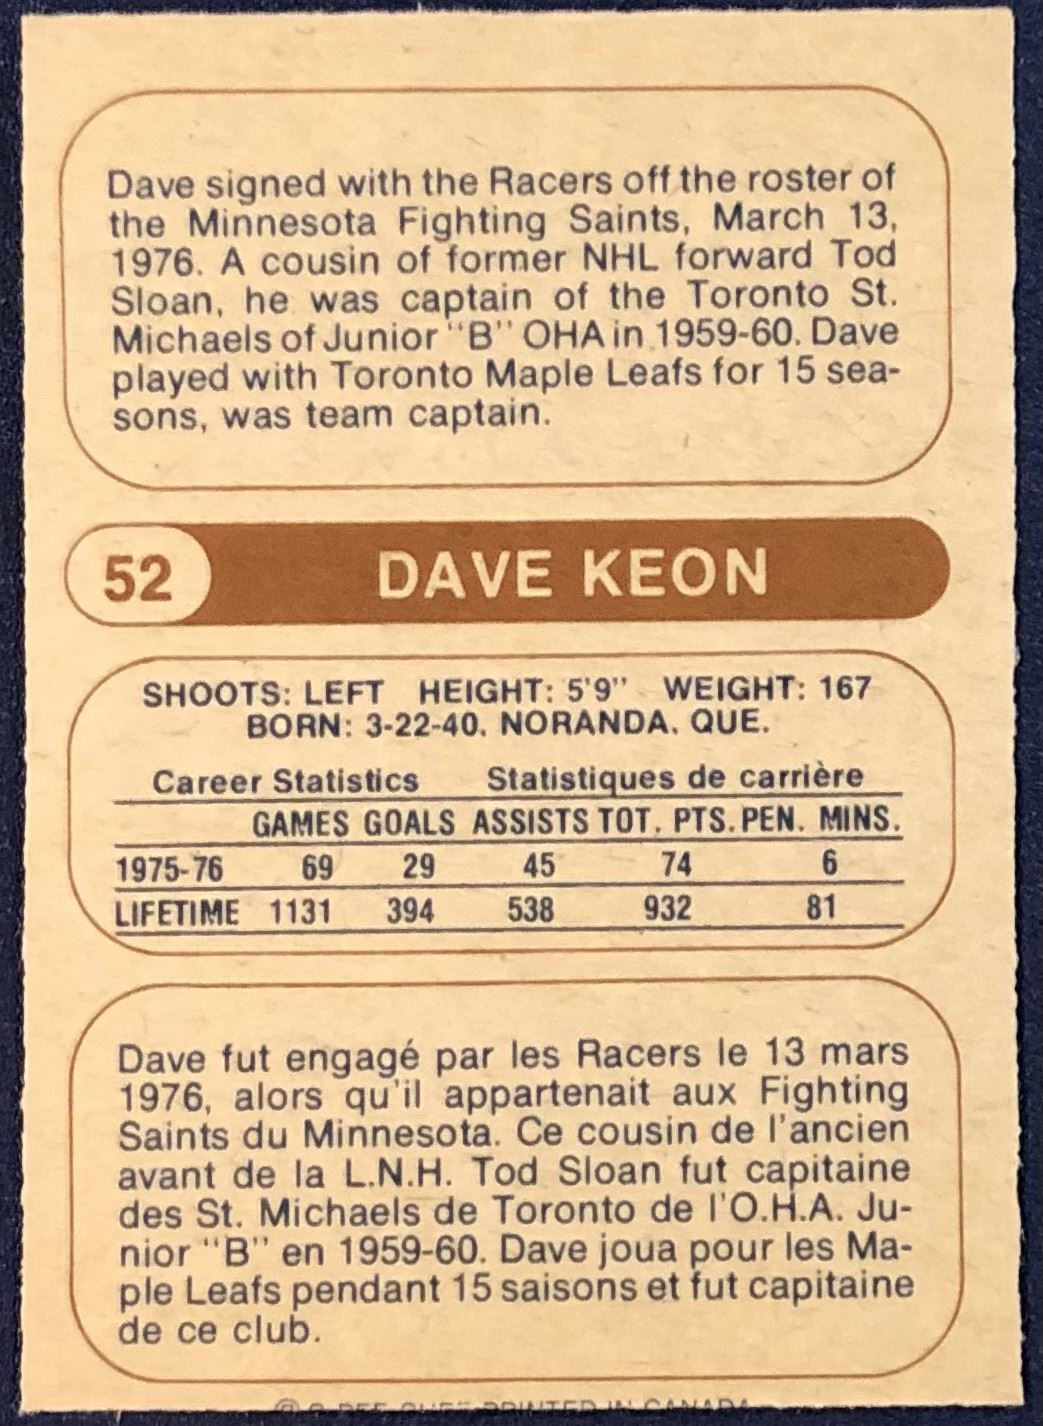 Dave signed with the Racers off the roster of
the Minnesota Fighting Saints, March 13,
1976. A cousin of former NHL forward Tod
Sloan, he was captain of the Toronto St.
Michaels of Junior "B" OHA in 1959-60. Dave
played with Toronto Maple Leafs for 15 sea-
sons, was team captain.
52 DAVE KEON
SHOOTS: LEFT HEIGHT: 5'9" WEIGHT: 167
BORN: 3-22-40, NORANDA, QUE.
Career Statistics Statistiques de carrière
GAMES GOALS ASSISTS TOT. PTS. PEN. MINS.
1975-76 69 29 45 74 6
LIFETIME 1131 394 538 932 81
Dave fut engagé par les Racers le 13 mars
1976, alors qu'il appartenait aux Fighting
Saints du Minnesota. Ce cousin de l'ancien
avant de la L.N.H. Tod Sloan fut capitaine
des St. Michaels de Toronto de l'O.H.A. Ju-
nior "B" en 1959-60. Dave joua pour les Ma-
ple Leafs pendant 15 saisons et fut capitaine
de ce club.
PRINTED IN CANADA